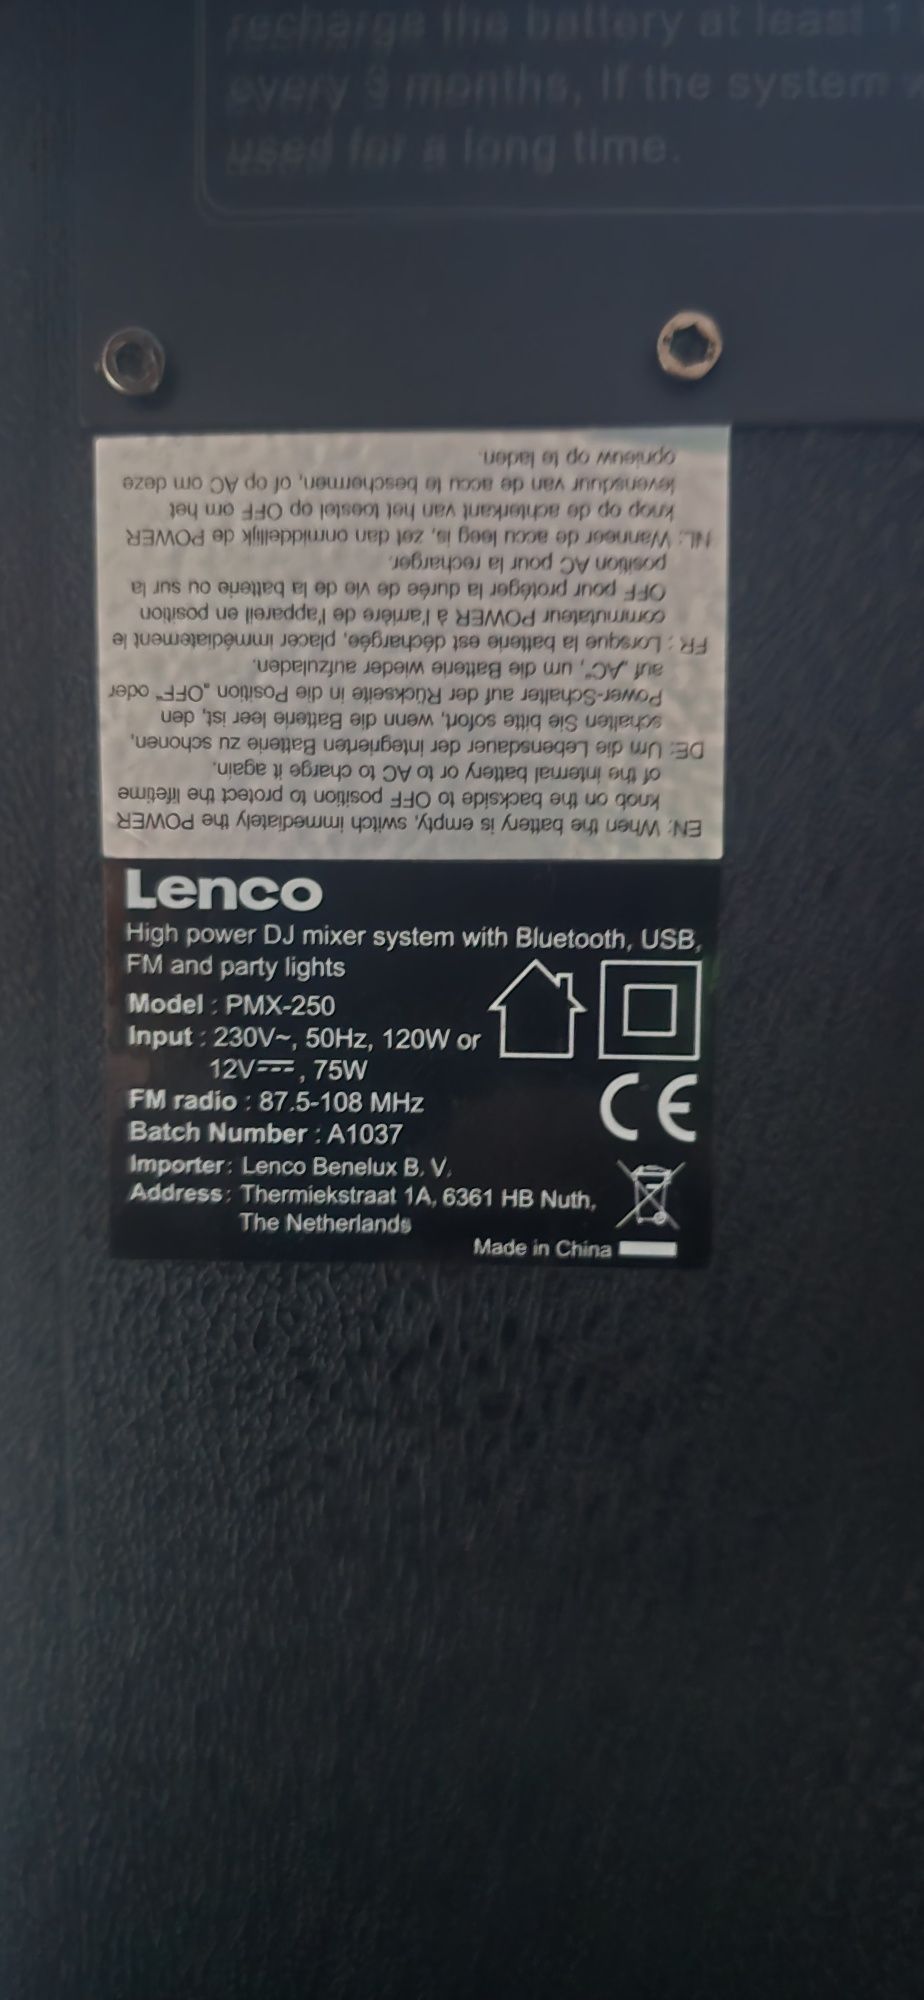 recharge the battery at least 1
every 3 months, If the system
used for a long time.
EN: When the battery is empty, switch immediately the POWER
knob on the backside to OFF position to protect the lifetime
of the internal battery or to AC to charge it again.
DE: Um die Lebensdauer der integrierten Batterie zu schonen,
schalten Sie bitte sofort, wenn die Batterie leer ist, den
Power-Schalter auf der Rückseite in die Position „OFF“ oder
auf „AC“, um die Batterie wieder aufzuladen.
FR : Lorsque la batterie est déchargée, placer immédiatement le
commutateur POWER à l'arrière de l'appareil en position
OFF pour protéger la durée de vie de la batterie ou sur la
position AC pour la recharger.
NL: Wanneer de accu leeg is, zet dan onmiddellijk de POWER
knop op de achterkant van het toestel op OFF om het
levensduur van de accu te beschermen, of op AC om deze
opnieuw op te laden.
Lenco
High power DJ mixer system with Bluetooth, USB,
FM and party lights
Model : PMX-250
Input : 230V~, 50Hz, 120W or
12V⎓, 75W
FM radio : 87.5-108 MHz
Batch Number : A1037
CE
Importer: Lenco Benelux B. V.
Address: Thermiekstraat 1A, 6361 HB Nuth,
The Netherlands
Made in China